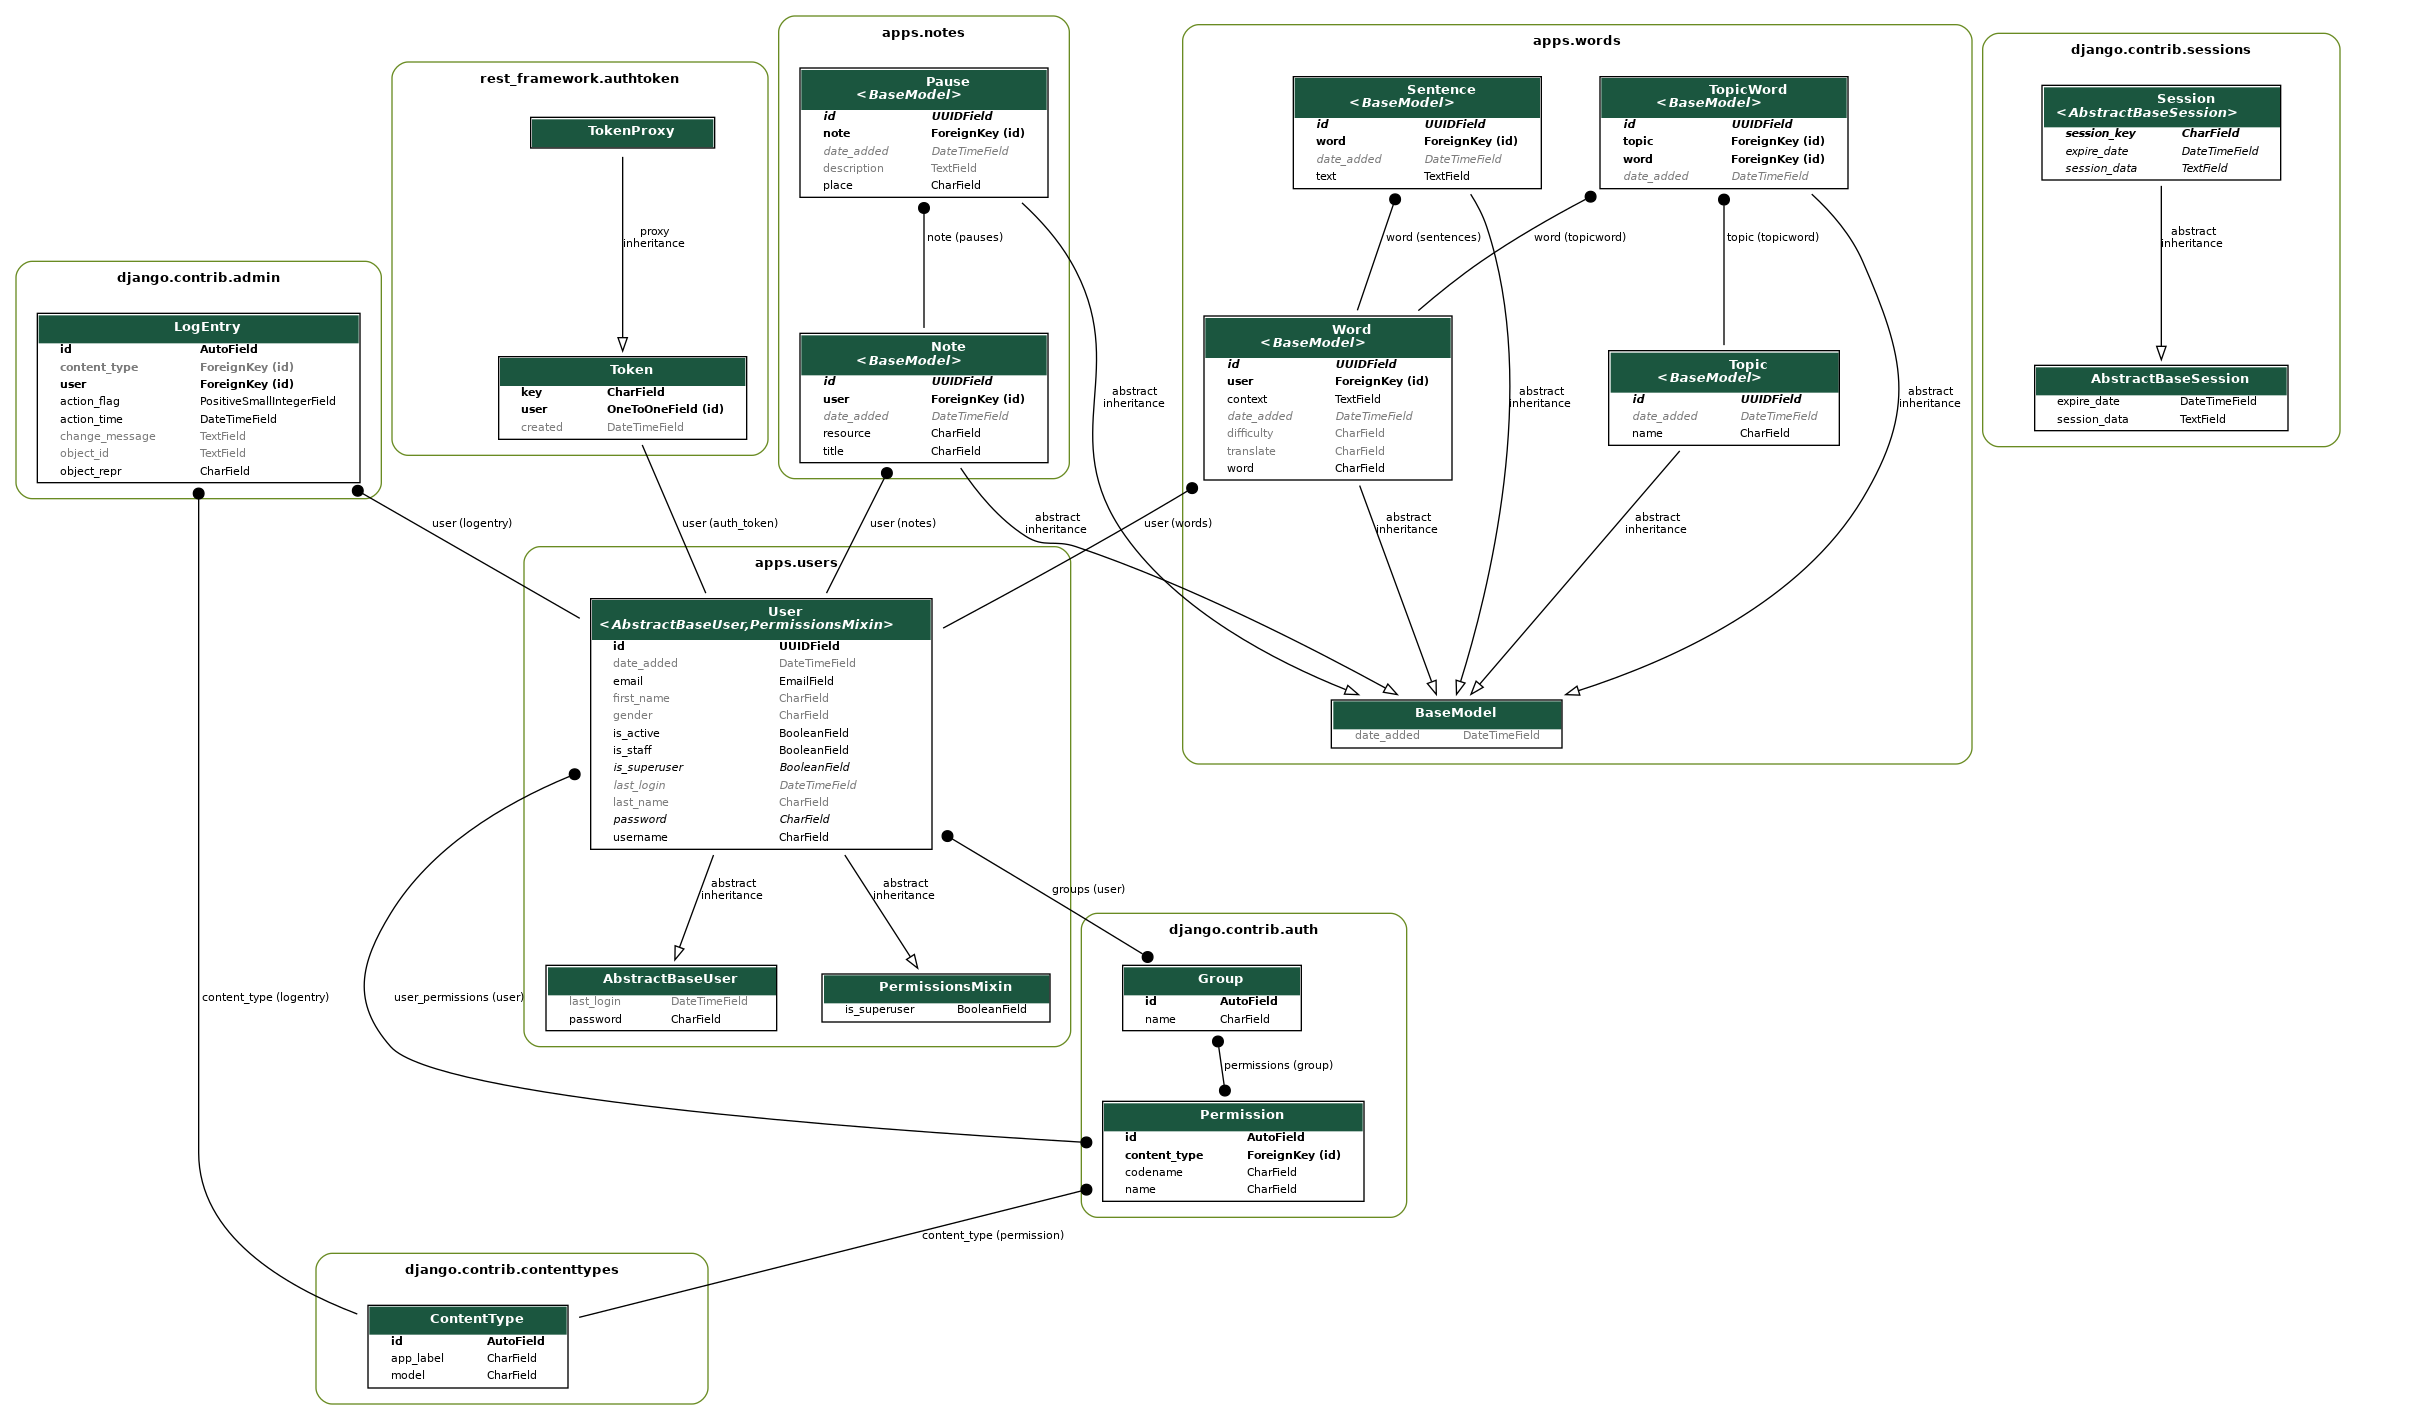 apps.notes
Pause
<BaseModel>
id UUIDField
note ForeignKey (id)
date_added DateTimeField
description TextField
place CharField
note (pauses)
Note
<BaseModel>
id UUIDField
user ForeignKey (id)
date_added DateTimeField
resource CharField
title CharField
rest_framework.authtoken
TokenProxy
proxy
inheritance
Token
key CharField
user OneToOneField (id)
created DateTimeField
django.contrib.admin
LogEntry
id AutoField
content_type ForeignKey (id)
user ForeignKey (id)
action_flag PositiveSmallIntegerField
action_time DateTimeField
change_message TextField
object_id TextField
object_repr CharField
apps.words
Sentence
<BaseModel>
id UUIDField
word ForeignKey (id)
date_added DateTimeField
text TextField
TopicWord
<BaseModel>
id UUIDField
topic ForeignKey (id)
word ForeignKey (id)
date_added DateTimeField
word (sentences)
word (topicword)
topic (topicword)
Word
<BaseModel>
id UUIDField
user ForeignKey (id)
context TextField
date_added DateTimeField
difficulty CharField
translate CharField
word CharField
Topic
<BaseModel>
id UUIDField
date_added DateTimeField
name CharField
abstract
inheritance
abstract
inheritance
abstract
inheritance
abstract
inheritance
abstract
inheritance
abstract
inheritance
BaseModel
date_added DateTimeField
django.contrib.sessions
Session
<AbstractBaseSession>
session_key CharField
expire_date DateTimeField
session_data TextField
abstract
inheritance
AbstractBaseSession
expire_date DateTimeField
session_data TextField
user (logentry)
user (auth_token)
user (notes)
user (words)
apps.users
User
<AbstractBaseUser,PermissionsMixin>
id UUIDField
date_added DateTimeField
email EmailField
first_name CharField
gender CharField
is_active BooleanField
is_staff BooleanField
is_superuser BooleanField
last_login DateTimeField
last_name CharField
password CharField
username CharField
abstract
inheritance
abstract
inheritance
groups (user)
AbstractBaseUser
last_login DateTimeField
password CharField
PermissionsMixin
is_superuser BooleanField
content_type (logentry)
user_permissions (user)
django.contrib.auth
Group
id AutoField
name CharField
permissions (group)
Permission
id AutoField
content_type ForeignKey (id)
codename CharField
name CharField
content_type (permission)
django.contrib.contenttypes
ContentType
id AutoField
app_label CharField
model CharField